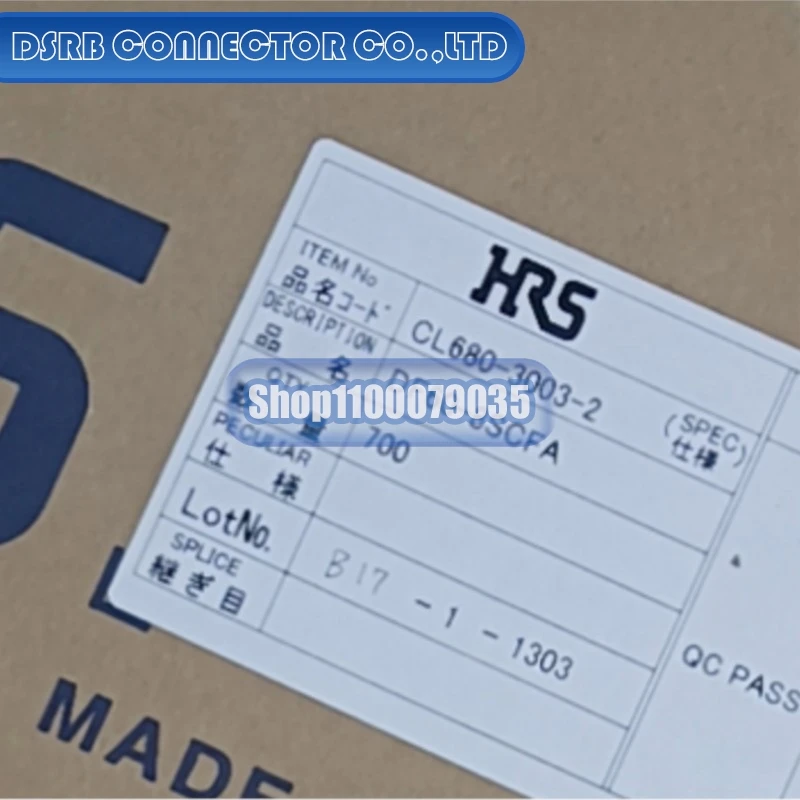 DSRB CONNECTOR CO.,LTD
HRS
ITEM No
品名コード
CL680-3003-2
DESCRIPTION
品 名
(SPEC)
仕様
Shop1100079035
700
PECULIAR
仕 様
LotNo.
B17 - 1 - 1303
SPLICE
継ぎ目
QC PASS
MADE